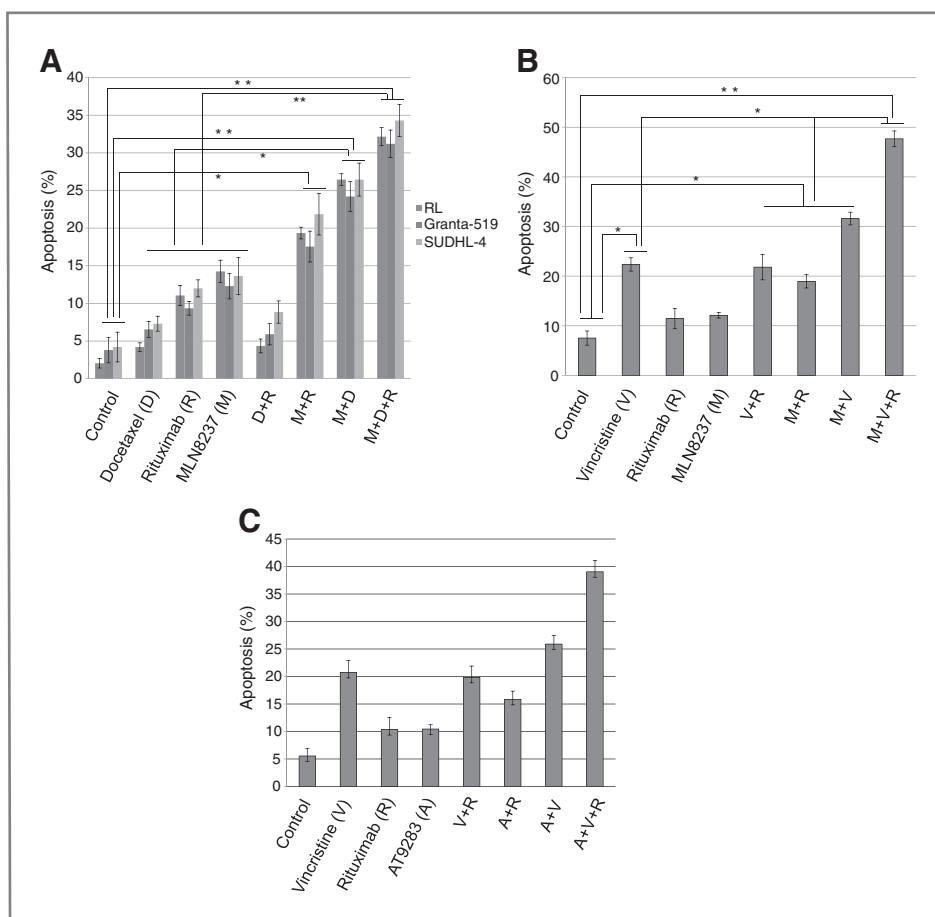 A
40
35
30
25
20
15
10
5
0
Apoptosis (%)
* *
**
* *
*
*
Control
Docetaxel (D)
Rituximab (R)
MLN8237 (M)
D+R
M+R
M+D
M+D+R
RL
Granta-519
SUDHL-4
B
60
50
40
30
20
10
0
Apoptosis (%)
* *
*
*
*
Control
Vincristine (V)
Rituximab (R)
MLN8237 (M)
V+R
M+R
M+V
M+V+R
C
45
40
35
30
25
20
15
10
5
0
Apoptosis (%)
Control
Vincristine (V)
Rituximab (R)
AT9283 (A)
V+R
A+R
A+V
A+V+R